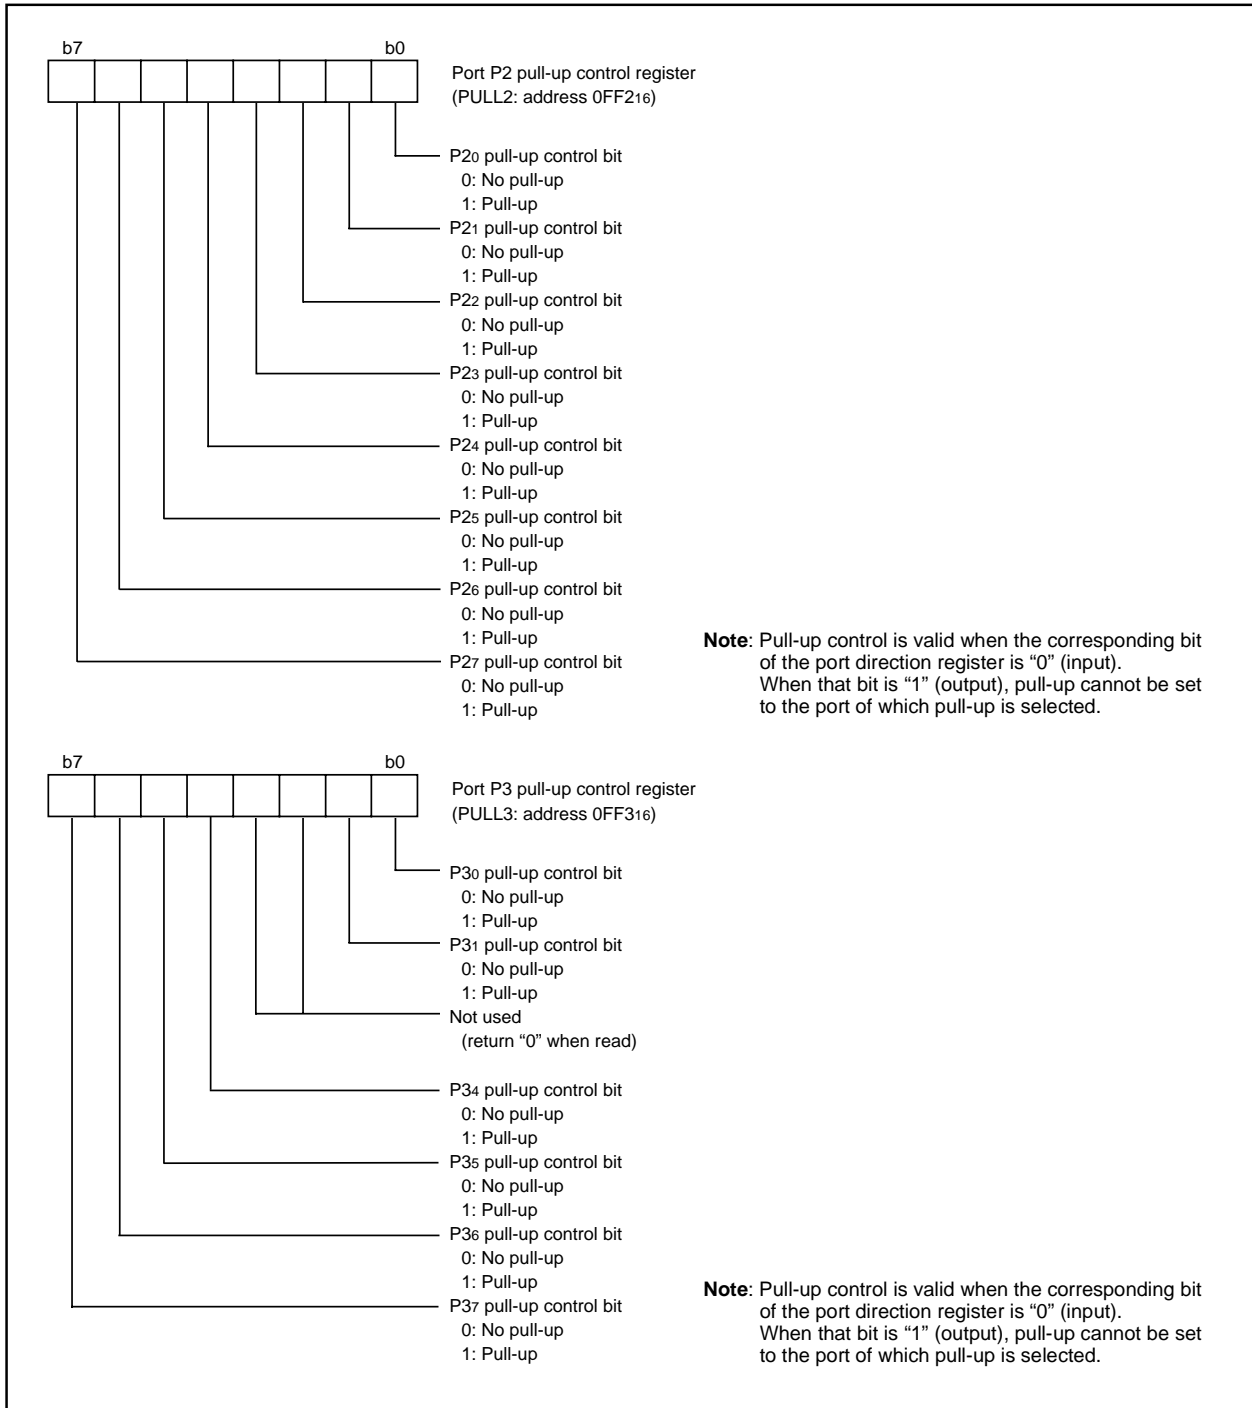 b7 b0
Port P2 pull-up control register
(PULL2: address 0FF216)
P20 pull-up control bit
0: No pull-up
1: Pull-up
P21 pull-up control bit
0: No pull-up
1: Pull-up
P22 pull-up control bit
0: No pull-up
1: Pull-up
P23 pull-up control bit
0: No pull-up
1: Pull-up
P24 pull-up control bit
0: No pull-up
1: Pull-up
P25 pull-up control bit
0: No pull-up
1: Pull-up
P26 pull-up control bit
0: No pull-up
1: Pull-up
P27 pull-up control bit
0: No pull-up
1: Pull-up
Note: Pull-up control is valid when the corresponding bit
of the port direction register is “0” (input).
When that bit is “1” (output), pull-up cannot be set
to the port of which pull-up is selected.
b7 b0
Port P3 pull-up control register
(PULL3: address 0FF316)
P30 pull-up control bit
0: No pull-up
1: Pull-up
P31 pull-up control bit
0: No pull-up
1: Pull-up
Not used
(return “0” when read)
P34 pull-up control bit
0: No pull-up
1: Pull-up
P35 pull-up control bit
0: No pull-up
1: Pull-up
P36 pull-up control bit
0: No pull-up
1: Pull-up
P37 pull-up control bit
0: No pull-up
1: Pull-up
Note: Pull-up control is valid when the corresponding bit
of the port direction register is “0” (input).
When that bit is “1” (output), pull-up cannot be set
to the port of which pull-up is selected.